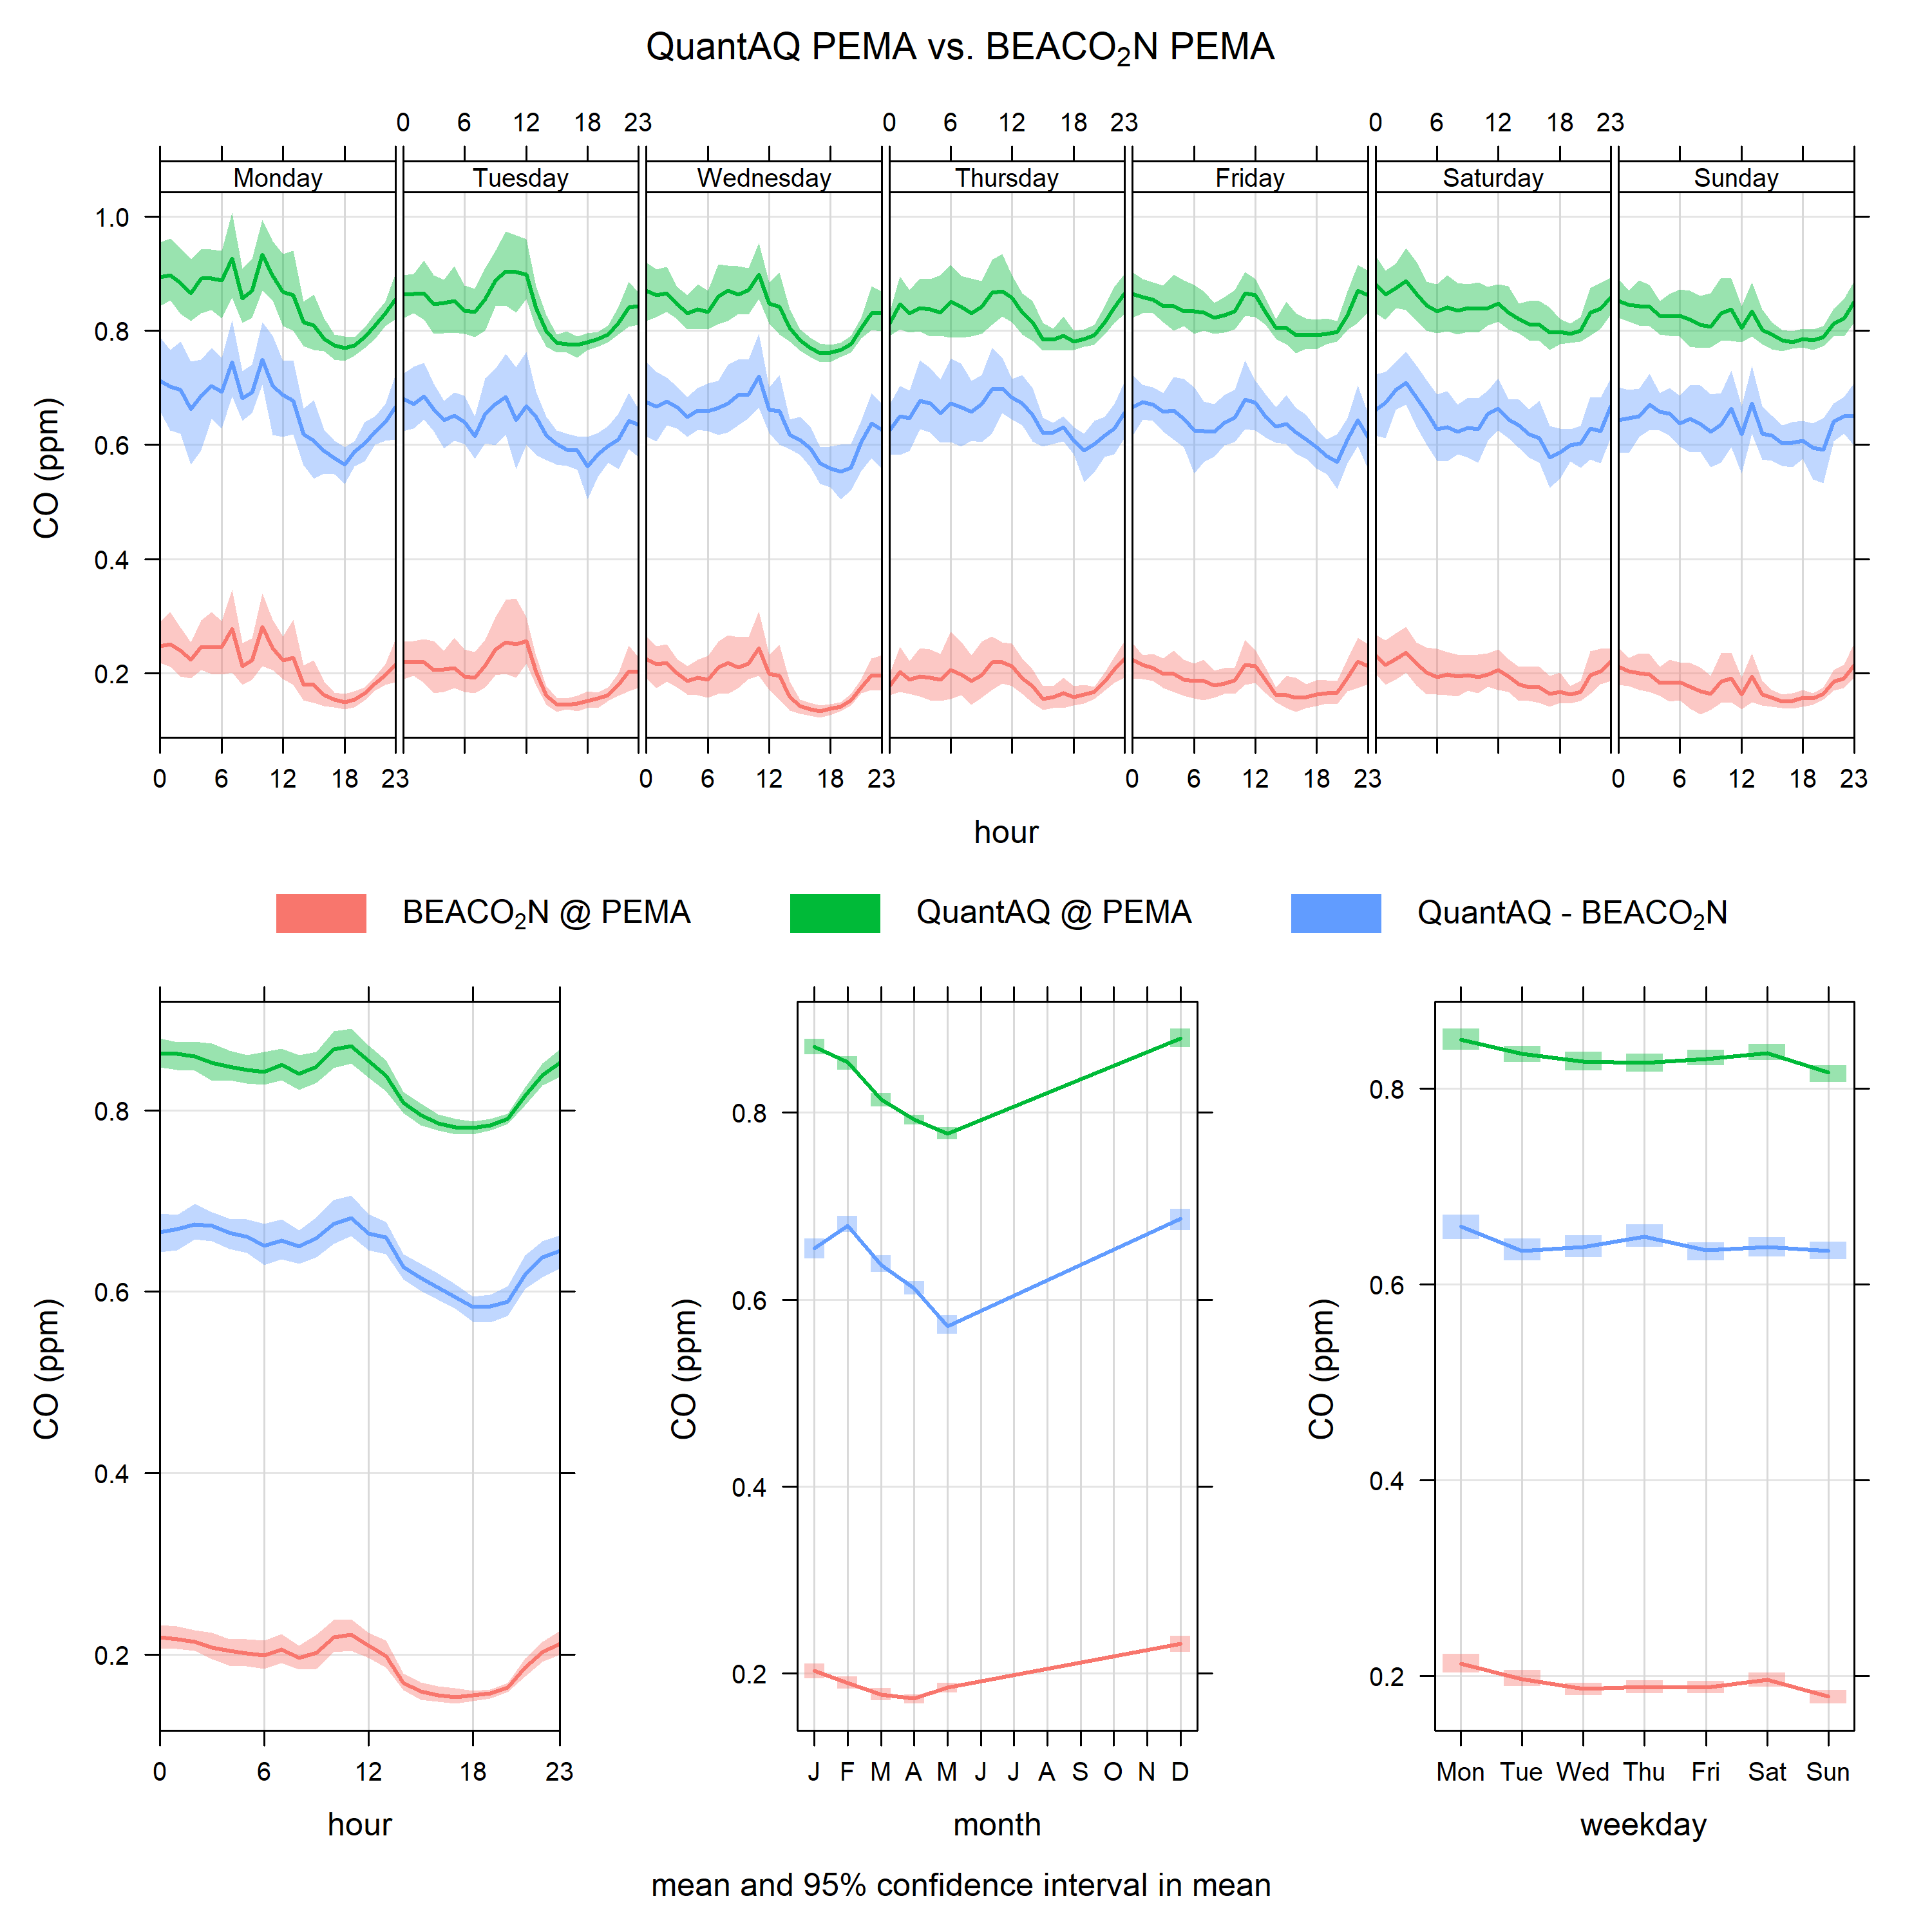 QuantAQ PEMA vs. BEACO₂N PEMA
0 6 12 18 23 0 6 12 18 23 0 6 12 18 23
Monday Tuesday Wednesday Thursday Friday Saturday Sunday
1.0
0.8
0.6
0.4
0.2
CO (ppm)
0 6 12 18 23 0 6 12 18 23 0 6 12 18 23 0 6 12 18 23
hour
BEACO₂N @ PEMA QuantAQ @ PEMA QuantAQ - BEACO₂N
0.8
0.6
0.4
0.2
CO (ppm)
0 6 12 18 23
hour
0.8
0.6
0.4
0.2
CO (ppm)
J F M A M J J A S O N D
month
0.8
0.6
0.4
0.2
CO (ppm)
Mon Tue Wed Thu Fri Sat Sun
weekday
mean and 95% confidence interval in mean